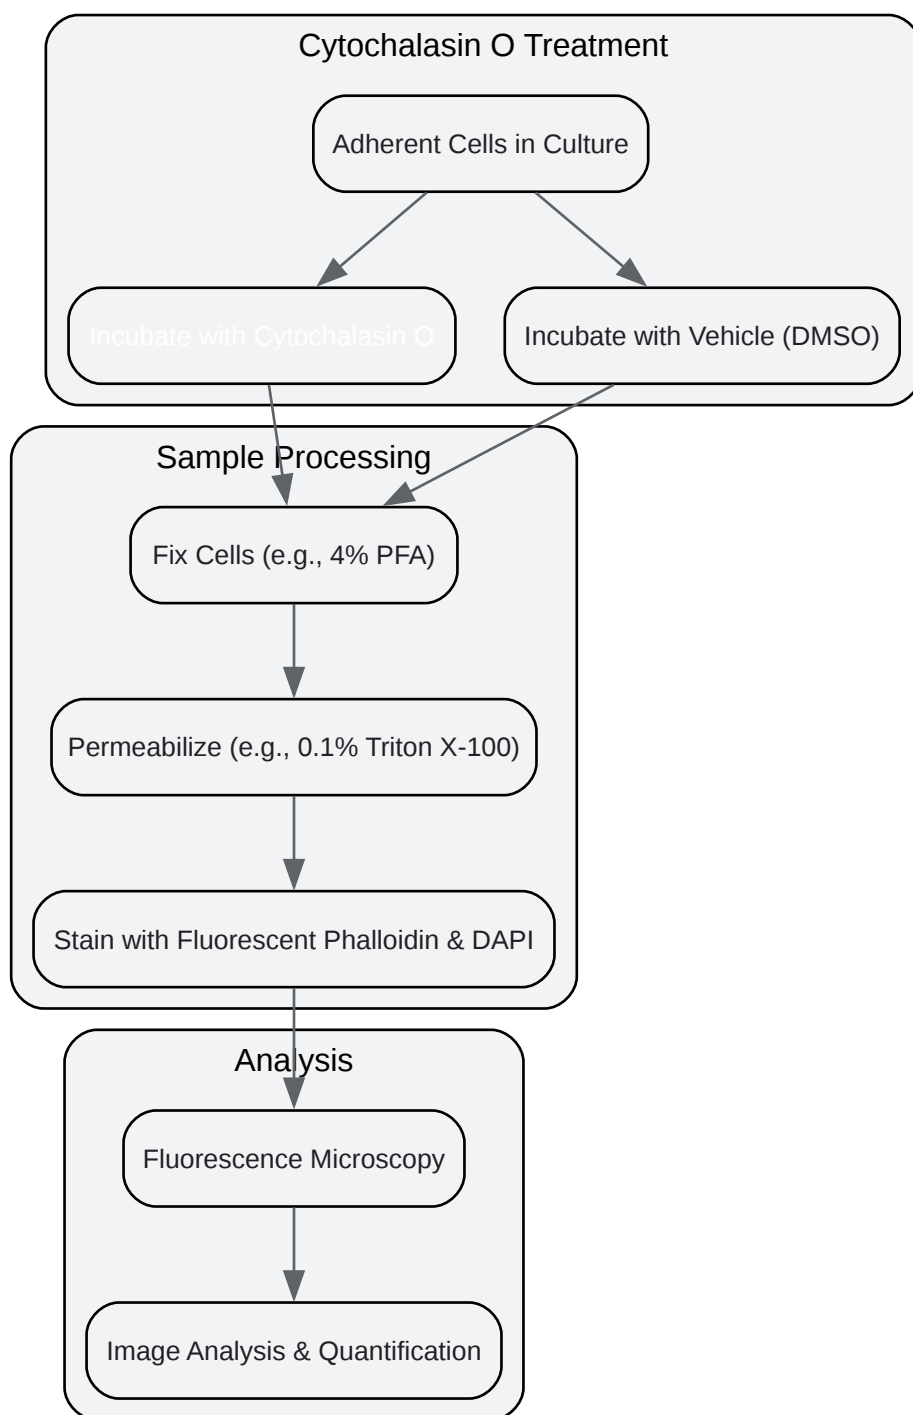 Cytochalasin O Treatment
Adherent Cells in Culture
Incubate with Cytochalasin O
Incubate with Vehicle (DMSO)
Sample Processing
Fix Cells (e.g., 4% PFA)
Permeabilize (e.g., 0.1% Triton X-100)
Stain with Fluorescent Phalloidin & DAPI
Analysis
Fluorescence Microscopy
Image Analysis & Quantification